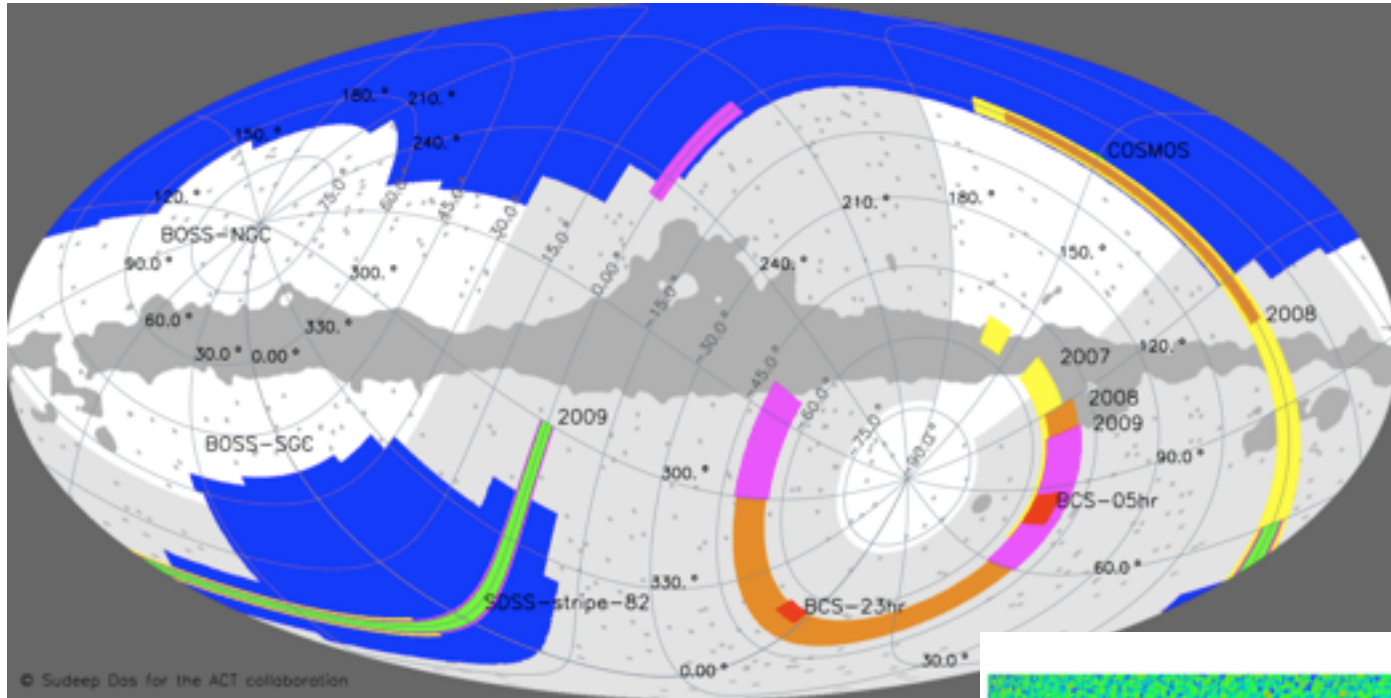 180.° 210.°
150.° 240.°
COSMOS
120.° 75.0° 60.0° 45.0° 30.0° 15.0° 0.00° -15.0° -30.0° -45.0° -60.0° -75.0° -90.0°
210.° 180.°
BOSS-NGC
150.°
90.0° 300.° 240.°
60.0° 330.° 2008
30.0° 0.00° 2007 120.°
2008
2009 2009
BOSS-SGC
300.° 90.0°
BCS-05hr
330.° 60.0°
SDSS-stripe-82 BCS-23hr
0.00° 30.0°
© Sudeep Das for the ACT collaboration